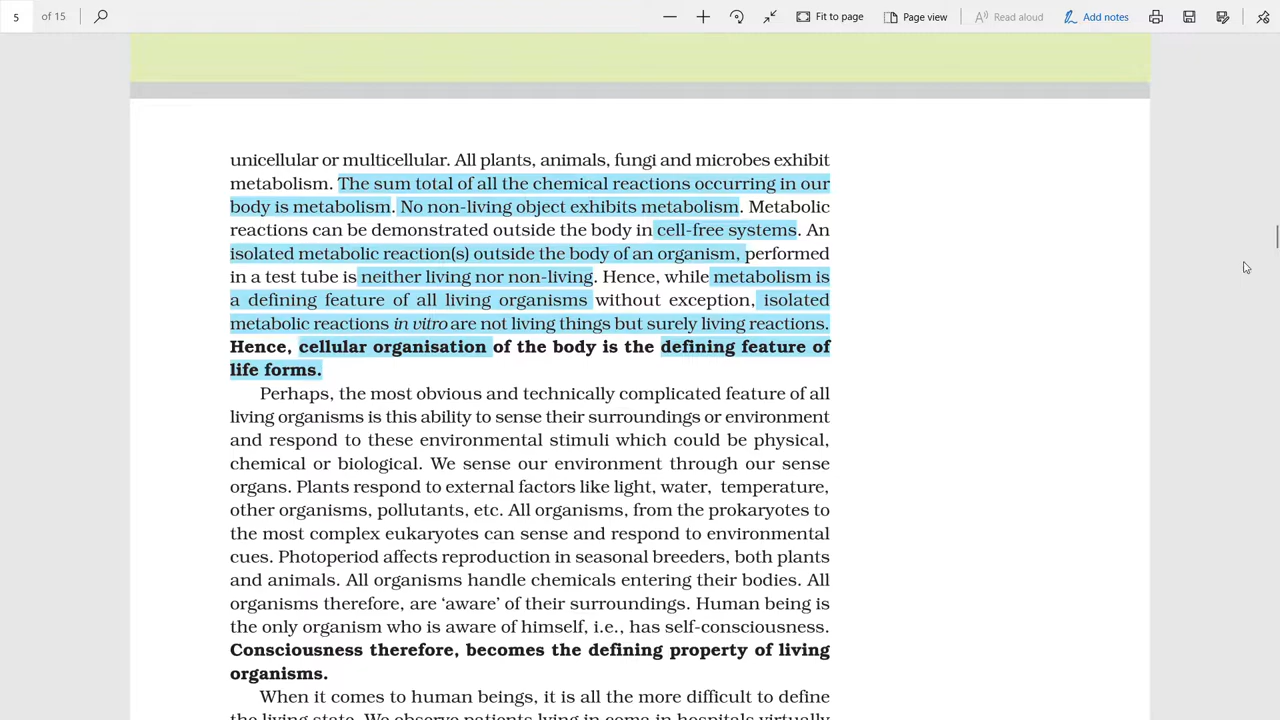 5 of 15 Fit to page Page view Read aloud Add notes
unicellular or multicellular. All plants, animals, fungi and microbes exhibit
metabolism. The sum total of all the chemical reactions occurring in our
body is metabolism. No non-living object exhibits metabolism. Metabolic
reactions can be demonstrated outside the body in cell-free systems. An
isolated metabolic reaction(s) outside the body of an organism, performed
in a test tube is neither living nor non-living. Hence, while metabolism is
a defining feature of all living organisms without exception, isolated
metabolic reactions in vitro are not living things but surely living reactions.
Hence, cellular organisation of the body is the defining feature of
life forms.
Perhaps, the most obvious and technically complicated feature of all
living organisms is this ability to sense their surroundings or environment
and respond to these environmental stimuli which could be physical,
chemical or biological. We sense our environment through our sense
organs. Plants respond to external factors like light, water, temperature,
other organisms, pollutants, etc. All organisms, from the prokaryotes to
the most complex eukaryotes can sense and respond to environmental
cues. Photoperiod affects reproduction in seasonal breeders, both plants
and animals. All organisms handle chemicals entering their bodies. All
organisms therefore, are ‘aware’ of their surroundings. Human being is
the only organism who is aware of himself, i.e., has self-consciousness.
Consciousness therefore, becomes the defining property of living
organisms.
When it comes to human beings, it is all the more difficult to define
the living state. We observe patients lying in coma in hospitals virtually